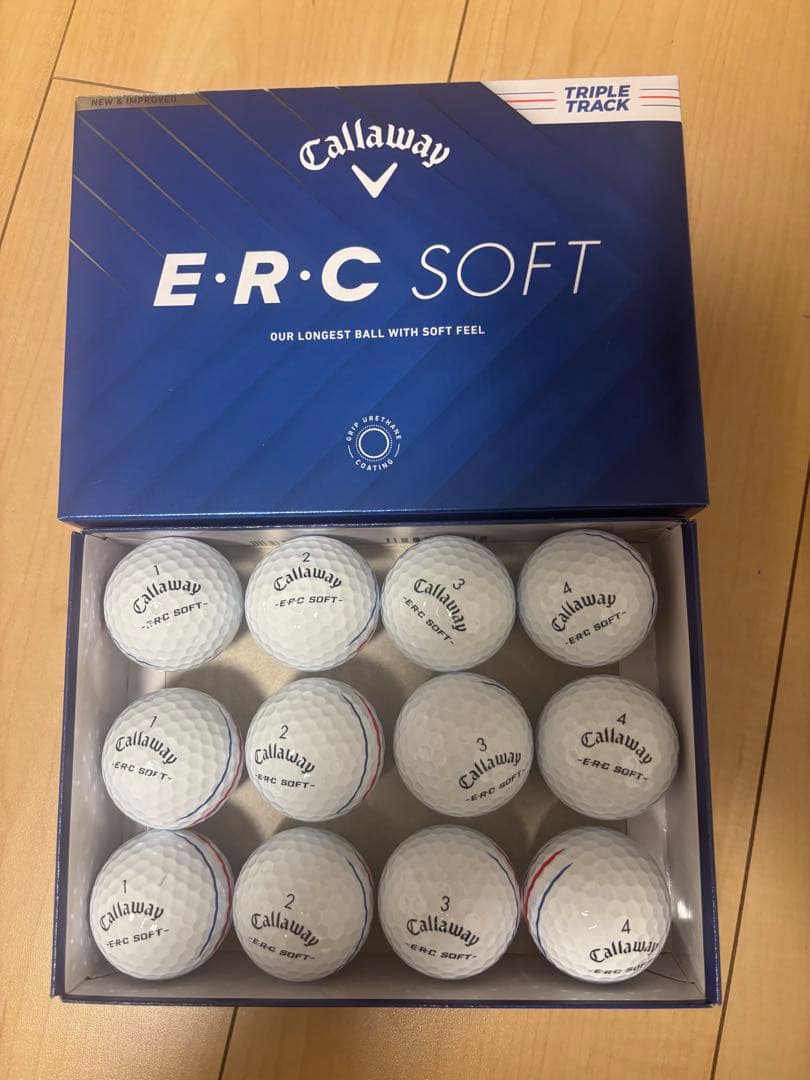 NEW & IMPROVED
TRIPLE
TRACK
Callaway
E·R·C SOFT
OUR LONGEST BALL WITH SOFT FEEL
GRIP URETHANE
COATING
1
Callaway
-E·R·C SOFT-
2
Callaway
-E·R·C SOFT-
3
Callaway
-E·R·C SOFT-
4
Callaway
-E·R·C SOFT-
1
Callaway
-E·R·C SOFT-
2
Callaway
-E·R·C SOFT-
3
Callaway
-E·R·C SOFT-
4
Callaway
-E·R·C SOFT-
1
Callaway
-E·R·C SOFT-
2
Callaway
-E·R·C SOFT-
3
Callaway
-E·R·C SOFT-
4
Callaway
-E·R·C SOFT